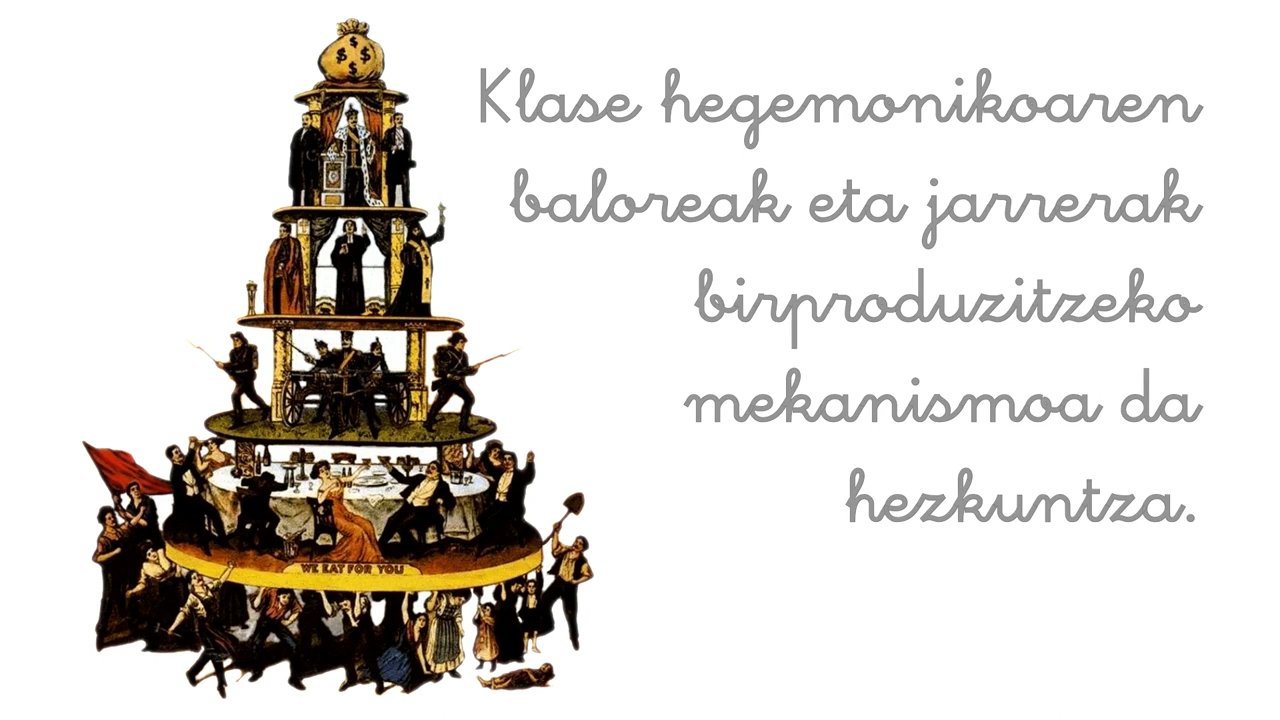 $ $ $
$
Klase hegemonikoaren
baloreak eta jarrerak
birproduzitzeko
mekanismoa da
hezkuntza.
WE EAT FOR YOU